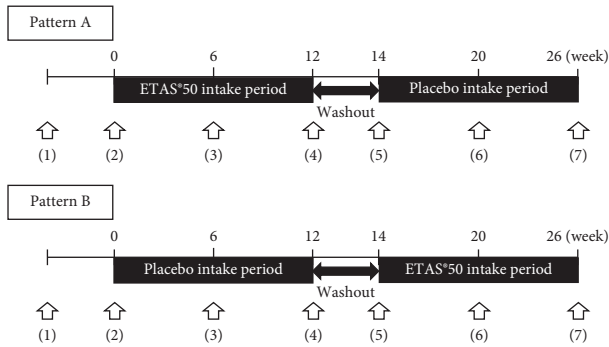 Pattern A
0 6 12 14 20 26 (week)
ETAS®50 intake period Placebo intake period
Washout
(1) (2) (3) (4) (5) (6) (7)
Pattern B
0 6 12 14 20 26 (week)
Placebo intake period ETAS®50 intake period
Washout
(1) (2) (3) (4) (5) (6) (7)